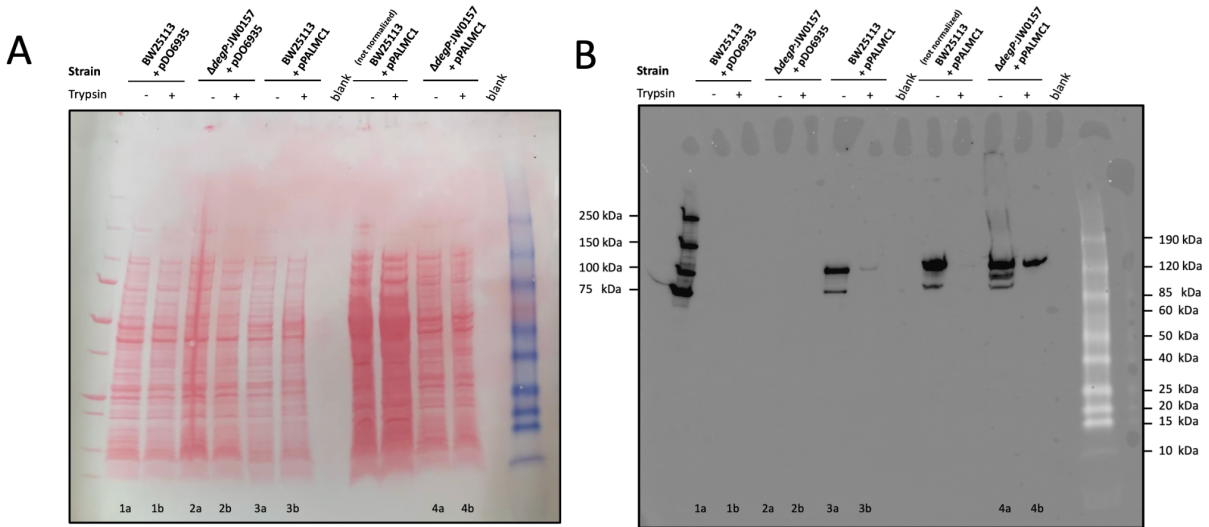 A
Strain
Trypsin
BW25113
+ pDO6935
ΔdegP:JW0157
+ pDO6935
BW25113
+ pPALMC1
blank
(not normalized)
BW25113
+ pPALMC1
ΔdegP:JW0157
+ pPALMC1
blank
- + - + - + - + - +
1a 1b 2a 2b 3a 3b 4a 4b
B
Strain
Trypsin
BW25113
+ pDO6935
ΔdegP:JW0157
+ pDO6935
BW25113
+ pPALMC1
blank
(not normalized)
BW25113
+ pPALMC1
ΔdegP:JW0157
+ pPALMC1
blank
- + - + - + - + - +
250 kDa
150 kDa
100 kDa
75 kDa
190 kDa
120 kDa
85 kDa
60 kDa
50 kDa
40 kDa
25 kDa
20 kDa
15 kDa
10 kDa
1a 1b 2a 2b 3a 3b 4a 4b